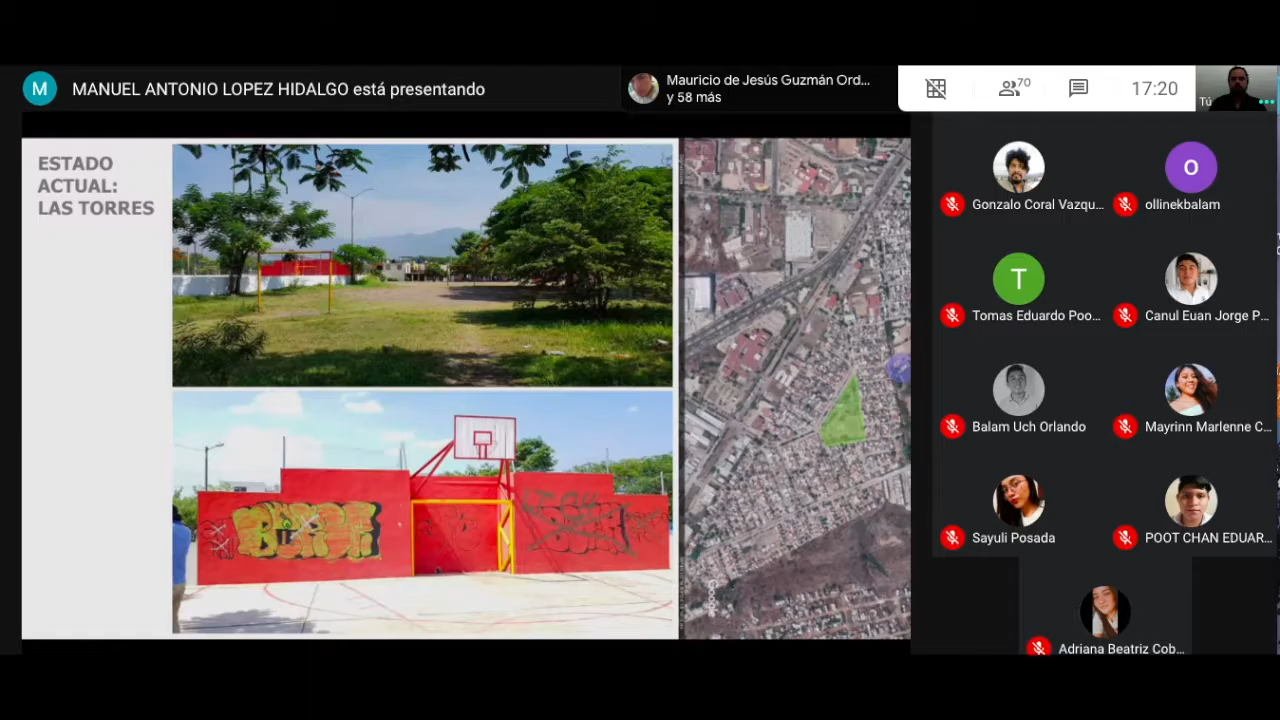 M
MANUEL ANTONIO LOPEZ HIDALGO está presentando
Mauricio de Jesús Guzmán Ord...
y 58 más
70
17:20
Tú
ESTADO
ACTUAL:
LAS TORRES
Google
Gonzalo Coral Vazqu...
O
ollinekbalam
T
Tomas Eduardo Poo...
Canul Euan Jorge P...
Balam Uch Orlando
Mayrinn Marlenne C...
Sayuli Posada
POOT CHAN EDUAR...
Adriana Beatriz Cob...